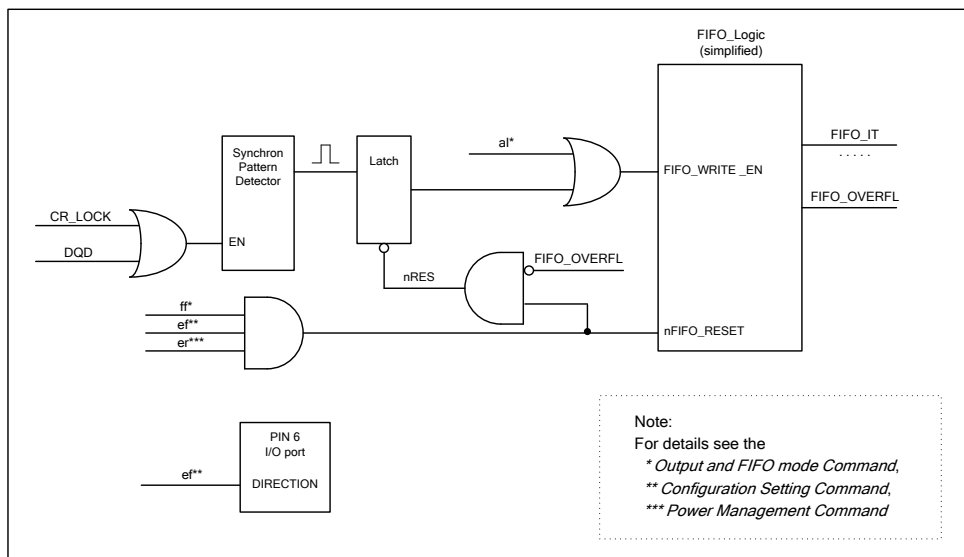 FIFO_Logic
(simplified)
Synchron
Pattern
Detector
EN
Latch
al*
FIFO_WRITE _EN
FIFO_IT
. . . . .
FIFO_OVERFL
CR_LOCK
DQD
nRES
FIFO_OVERFL
ff*
ef**
er***
nFIFO_RESET
PIN 6
I/O port
ef**
DIRECTION
Note:
For details see the
* Output and FIFO mode Command,
** Configuration Setting Command,
*** Power Management Command